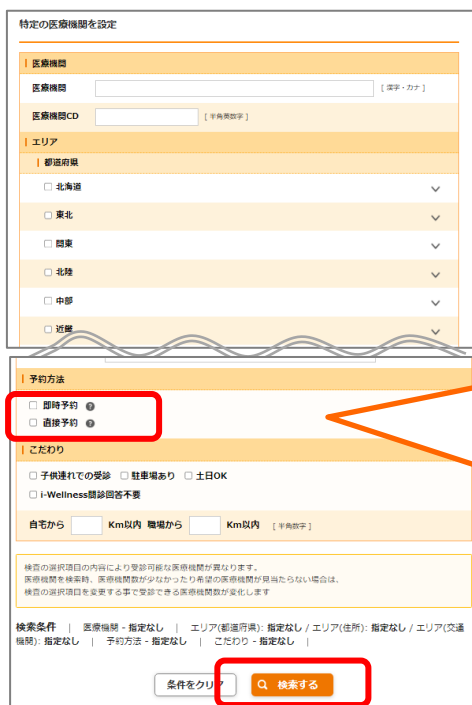 特定の医療機関を設定
医療機関
医療機関 [ 漢字・カナ ]
医療機関CD [ 半角英数字 ]
エリア
都道府県
北海道
東北
関東
北陸
中部
近畿
予約方法
即時予約 ?
直接予約 ?
こだわり
子供連れでの受診 駐車場あり 土日OK
i-Wellness問診回答不要
自宅から Km以内 職場から Km以内 [ 半角数字 ]
検査の選択項目の内容により受診可能な医療機関が異なります。
医療機関を検索時、医療機関数が少なかったり希望の医療機関が見当たらない場合は、
検査の選択項目を変更する事で受診できる医療機関数が変化します
検索条件 | 医療機関 - 指定なし | エリア(都道府県): 指定なし / エリア(住所): 指定なし / エリア(交通
機関): 指定なし | 予約方法 - 指定なし | こだわり - 指定なし |
条件をクリア 検索する